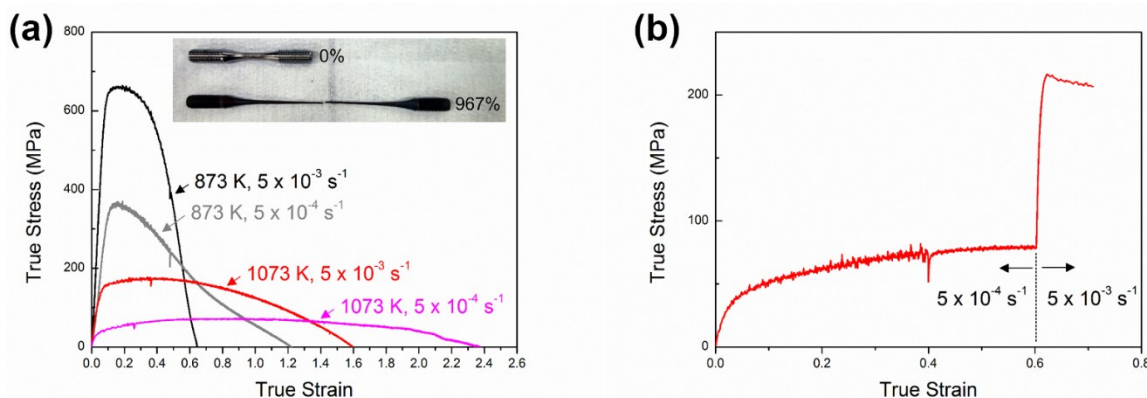 (a)
True Stress (MPa)
800
600
400
200
0
0%
967%
873 K, 5 x 10⁻³ s⁻¹
873 K, 5 x 10⁻⁴ s⁻¹
1073 K, 5 x 10⁻³ s⁻¹
1073 K, 5 x 10⁻⁴ s⁻¹
0.0 0.2 0.4 0.6 0.8 1.0 1.2 1.4 1.6 1.8 2.0 2.2 2.4 2.6
True Strain
(b)
True Stress (MPa)
200
100
0
5 x 10⁻⁴ s⁻¹
5 x 10⁻³ s⁻¹
0.0 0.2 0.4 0.6 0.8
True Strain